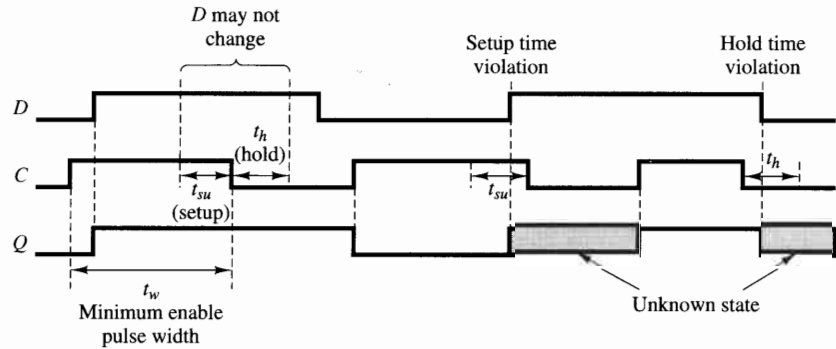 D may not
change
Setup time
violation
Hold time
violation
D
t_h
(hold)
C
t_su
(setup)
t_su
t_h
Q
t_w
Minimum enable
pulse width
Unknown state